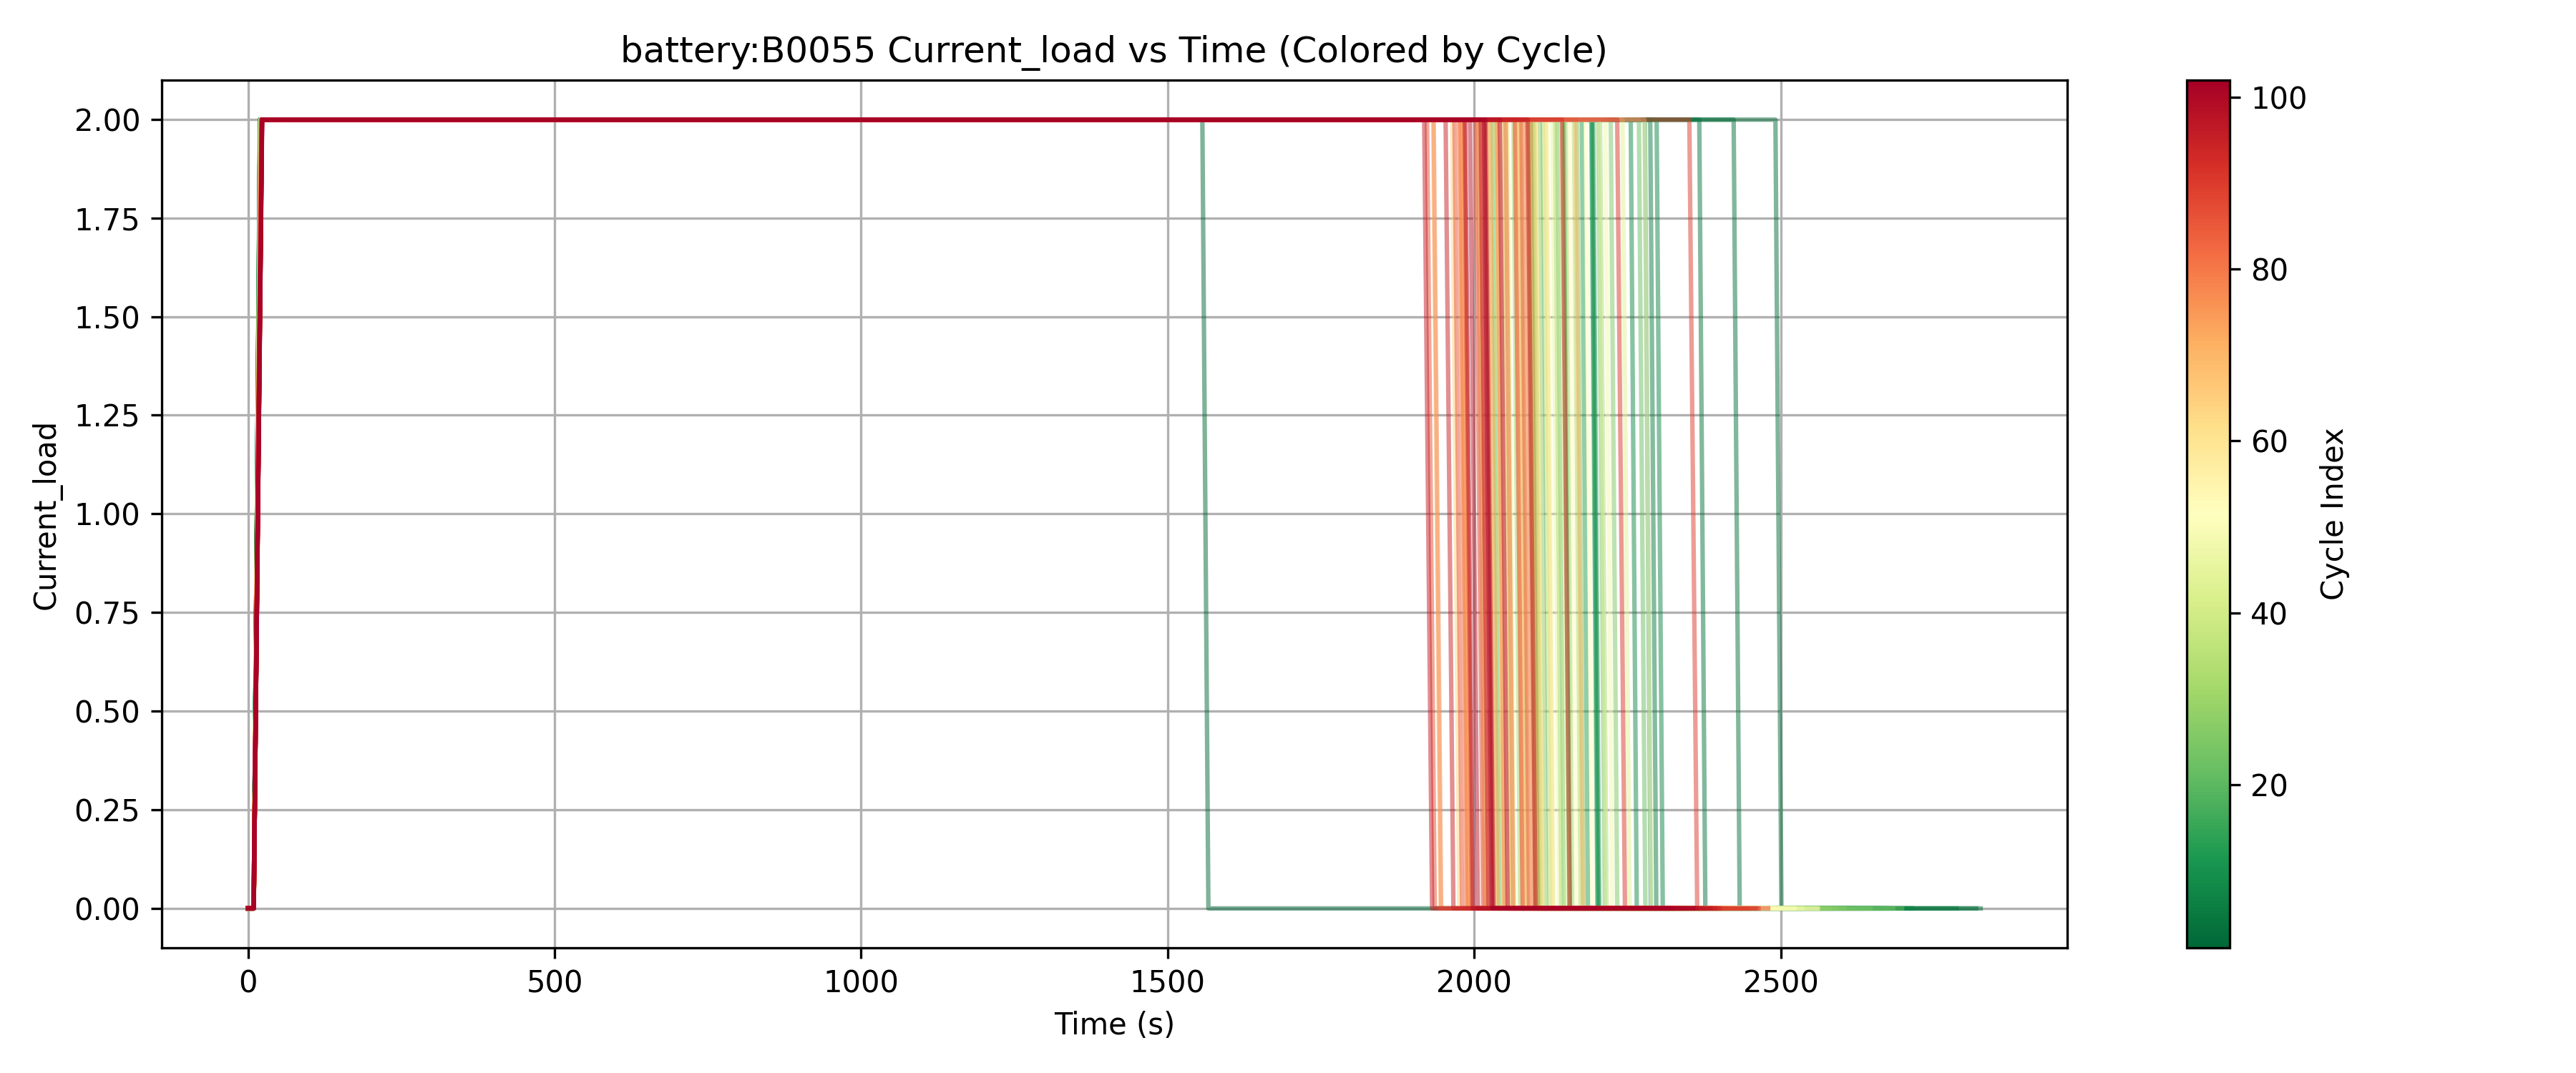 battery:B0055 Current_load vs Time (Colored by Cycle)
2.00
1.75
1.50
1.25
1.00
0.75
0.50
0.25
0.00
Current_load
0 500 1000 1500 2000 2500
Time (s)
100
80
60
40
20
Cycle Index